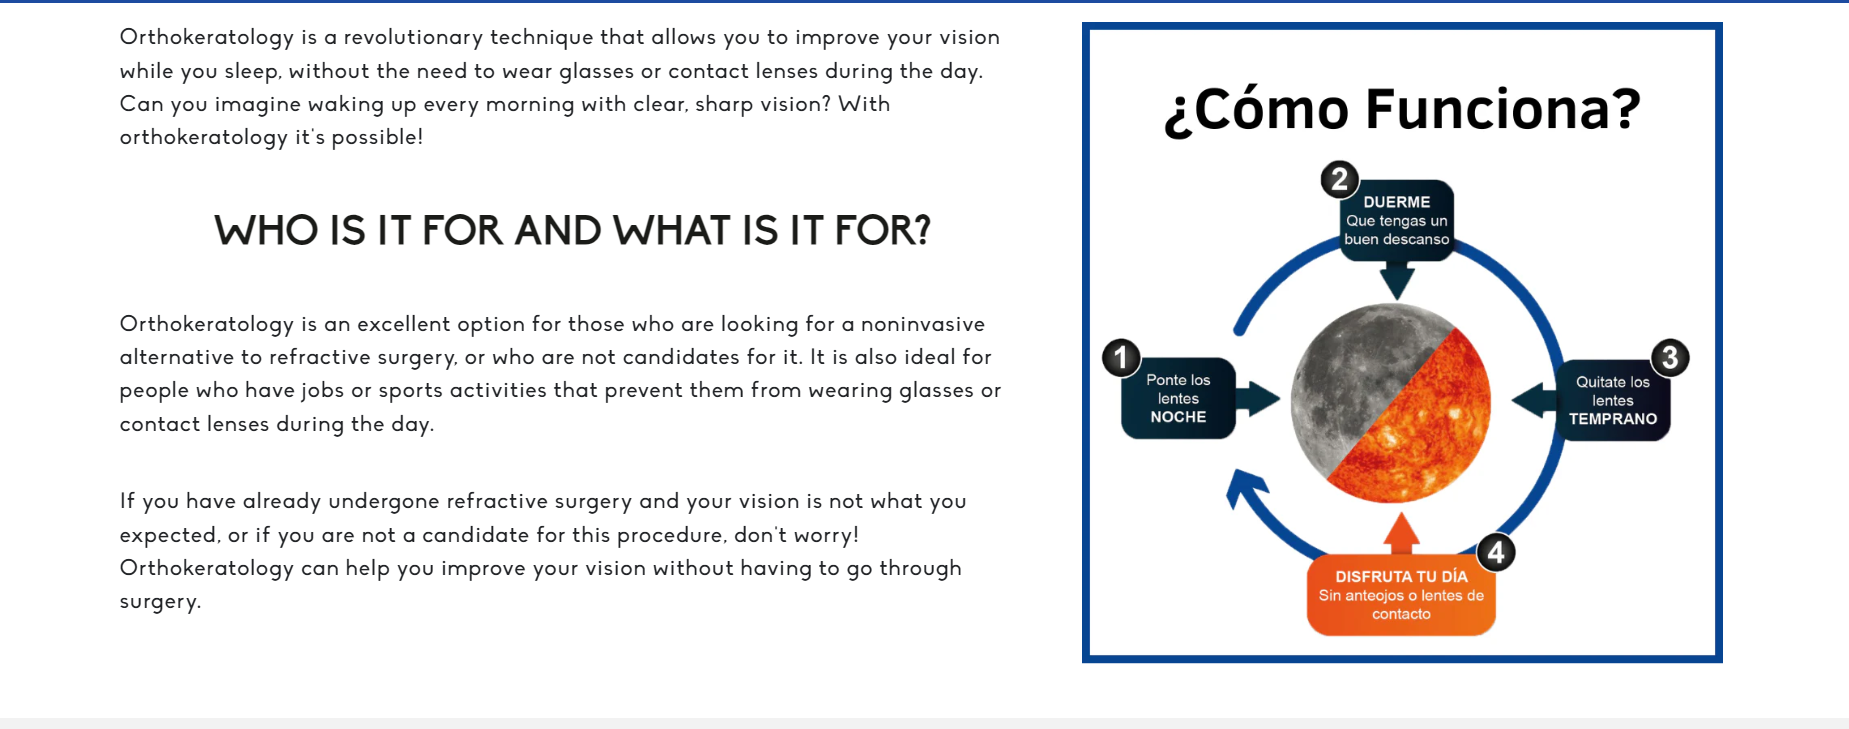 Orthokeratology is a revolutionary technique that allows you to improve your vision
while you sleep, without the need to wear glasses or contact lenses during the day.
Can you imagine waking up every morning with clear, sharp vision? With
orthokeratology it's possible!
WHO IS IT FOR AND WHAT IS IT FOR?
Orthokeratology is an excellent option for those who are looking for a noninvasive
alternative to refractive surgery, or who are not candidates for it. It is also ideal for
people who have jobs or sports activities that prevent them from wearing glasses or
contact lenses during the day.
If you have already undergone refractive surgery and your vision is not what you
expected, or if you are not a candidate for this procedure, don't worry!
Orthokeratology can help you improve your vision without having to go through
surgery.
¿Cómo Funciona?
1
Ponte los
lentes
NOCHE
2
DUERME
Que tengas un
buen descanso
3
Quitate los
lentes
TEMPRANO
4
DISFRUTA TU DÍA
Sin anteojos o lentes de
contacto